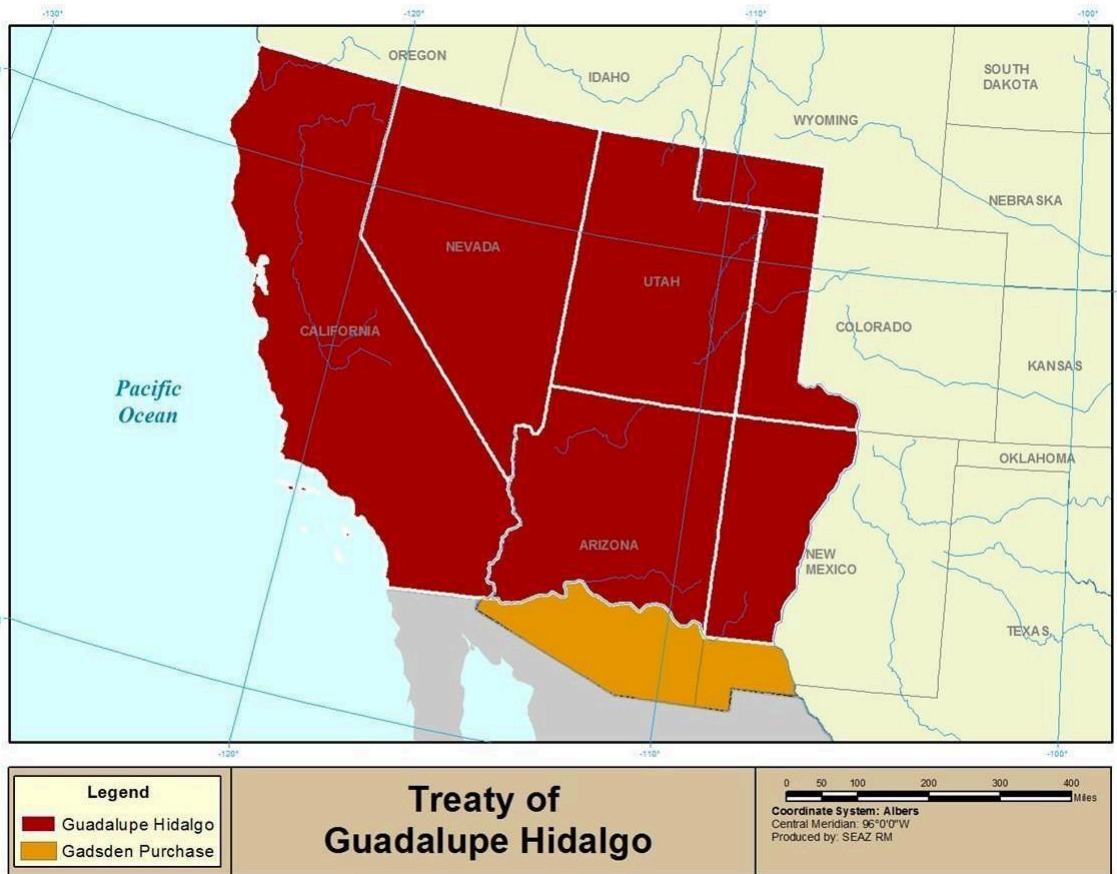 -130°
-120°
-110°
-100°
OREGON
IDAHO
SOUTH
DAKOTA
WYOMING
NEBRASKA
NEVADA
UTAH
CALIFORNIA
COLORADO
KANSAS
Pacific
Ocean
OKLAHOMA
ARIZONA
NEW
MEXICO
TEXAS
-120°
-110°
-100°
Legend
Guadalupe Hidalgo
Gadsden Purchase
Treaty of
Guadalupe Hidalgo
0 50 100 200 300 400
Miles
Coordinate System: Albers
Central Meridian: 96°0'0"W
Produced by: SEAZ RM